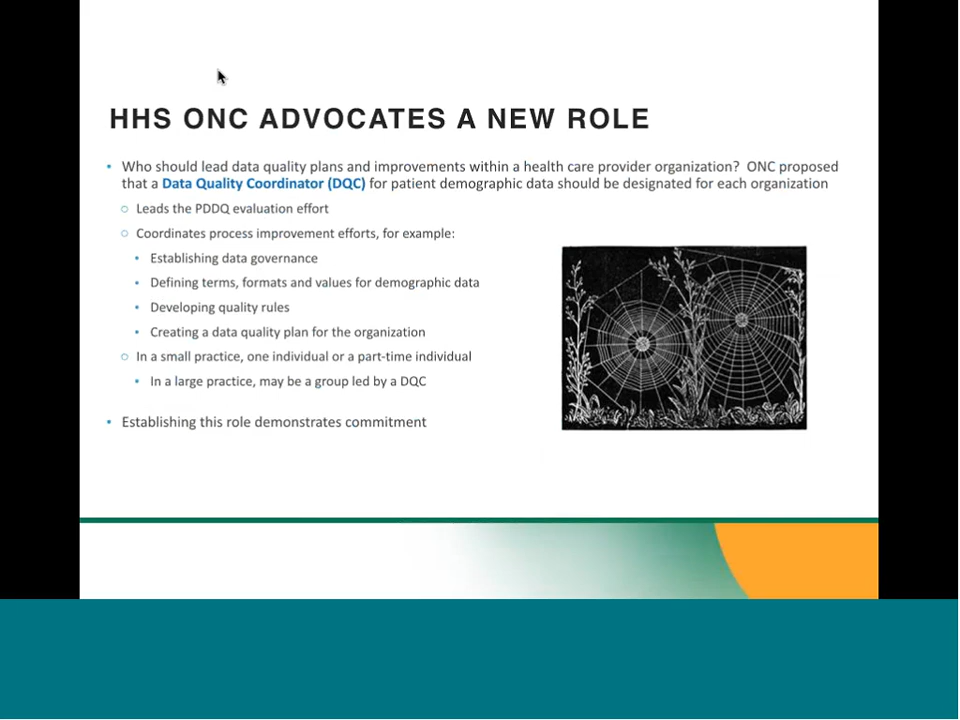 HHS ONC ADVOCATES A NEW ROLE
Who should lead data quality plans and improvements within a health care provider organization?  ONC proposed
that a Data Quality Coordinator (DQC) for patient demographic data should be designated for each organization
Leads the PDDQ evaluation effort
Coordinates process improvement efforts, for example:
Establishing data governance
Defining terms, formats and values for demographic data
Developing quality rules
Creating a data quality plan for the organization
In a small practice, one individual or a part-time individual
In a large practice, may be a group led by a DQC
Establishing this role demonstrates commitment